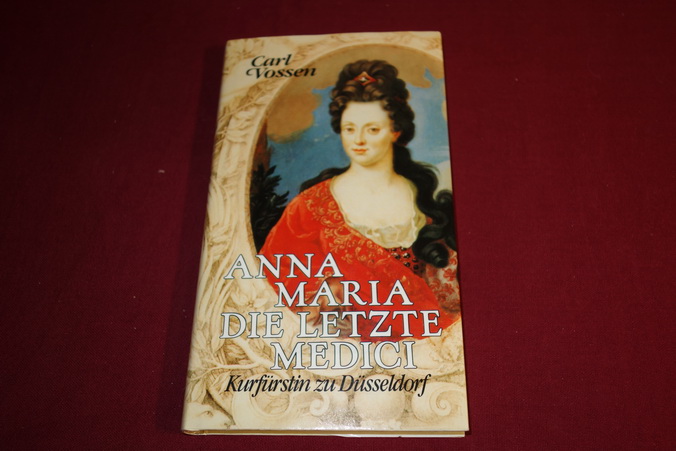 Carl
Vossen
ANNA
MARIA
DIE LETZTE
MEDICI
Kurfürstin zu Düsseldorf